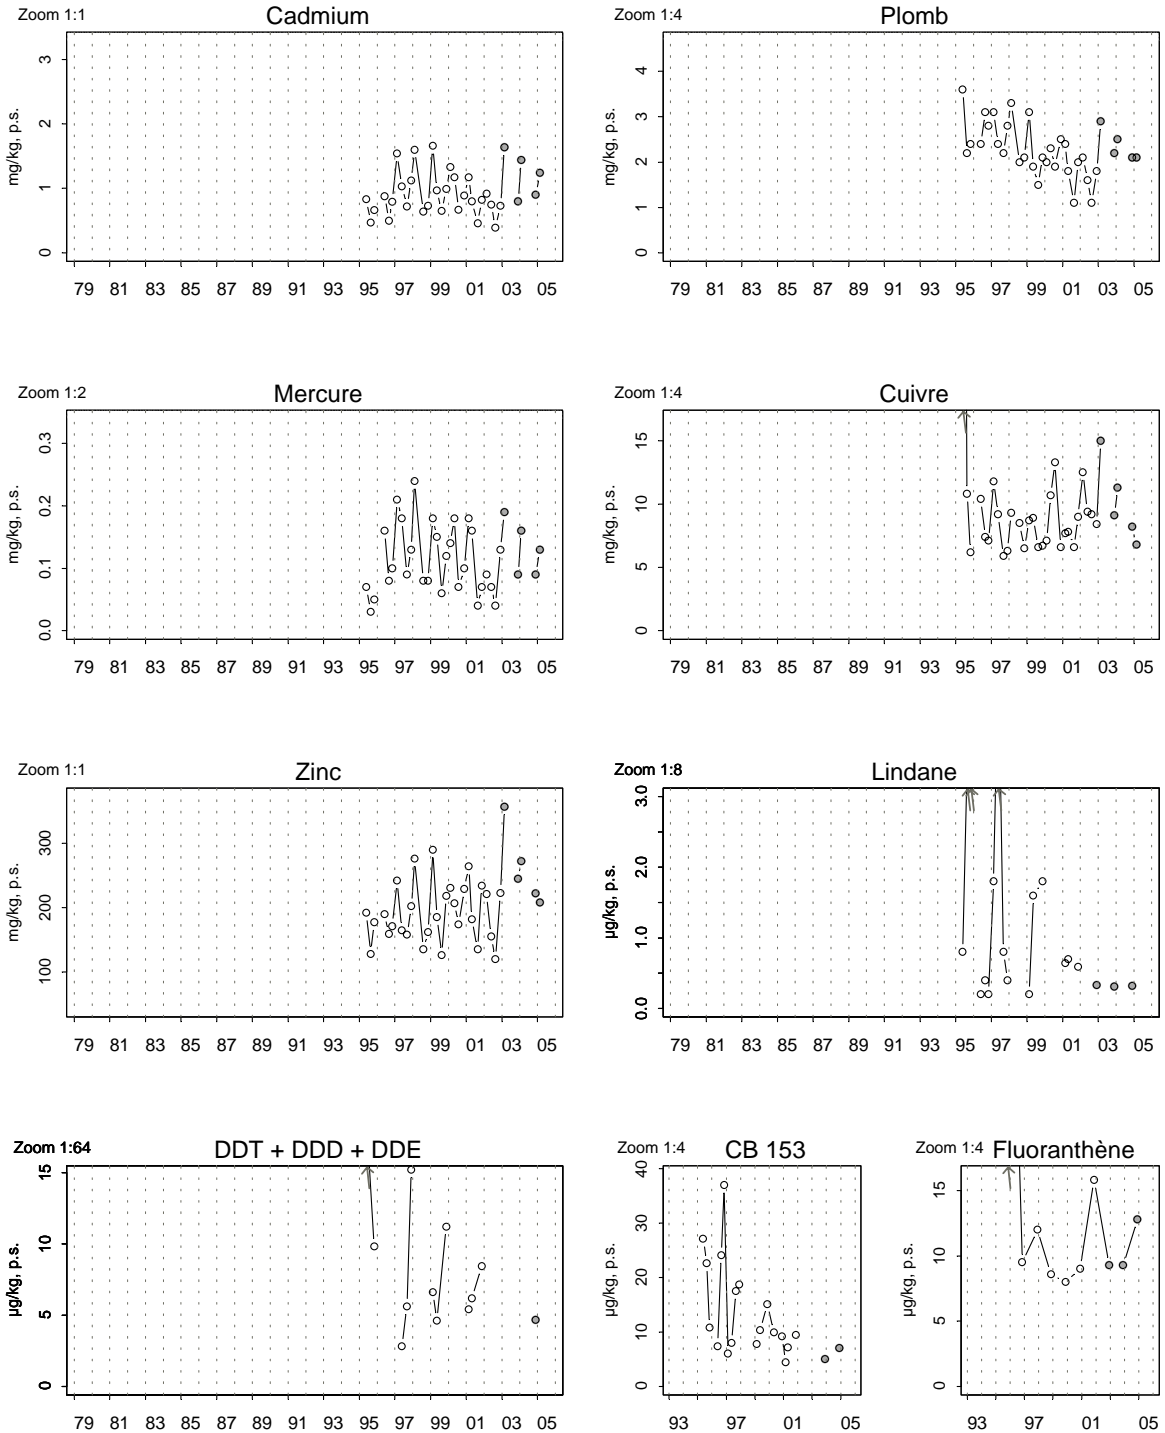 Zoom 1:1 Cadmium
mg/kg, p.s.
3
2
1
0
79 81 83 85 87 89 91 93 95 97 99 01 03 05
Zoom 1:4 Plomb
mg/kg, p.s.
4
3
2
1
0
79 81 83 85 87 89 91 93 95 97 99 01 03 05
Zoom 1:2 Mercure
mg/kg, p.s.
0.3
0.2
0.1
0.0
79 81 83 85 87 89 91 93 95 97 99 01 03 05
Zoom 1:4 Cuivre
mg/kg, p.s.
15
10
5
0
79 81 83 85 87 89 91 93 95 97 99 01 03 05
Zoom 1:1 Zinc
mg/kg, p.s.
300
200
100
79 81 83 85 87 89 91 93 95 97 99 01 03 05
Zoom 1:8 Lindane
µg/kg, p.s.
3.0
2.0
1.0
0.0
79 81 83 85 87 89 91 93 95 97 99 01 03 05
Zoom 1:64 DDT + DDD + DDE
µg/kg, p.s.
15
10
5
0
79 81 83 85 87 89 91 93 95 97 99 01 03 05
Zoom 1:4 CB 153
µg/kg, p.s.
40
30
20
10
0
93 97 01 05
Zoom 1:4 Fluoranthène
µg/kg, p.s.
15
10
5
0
93 97 01 05